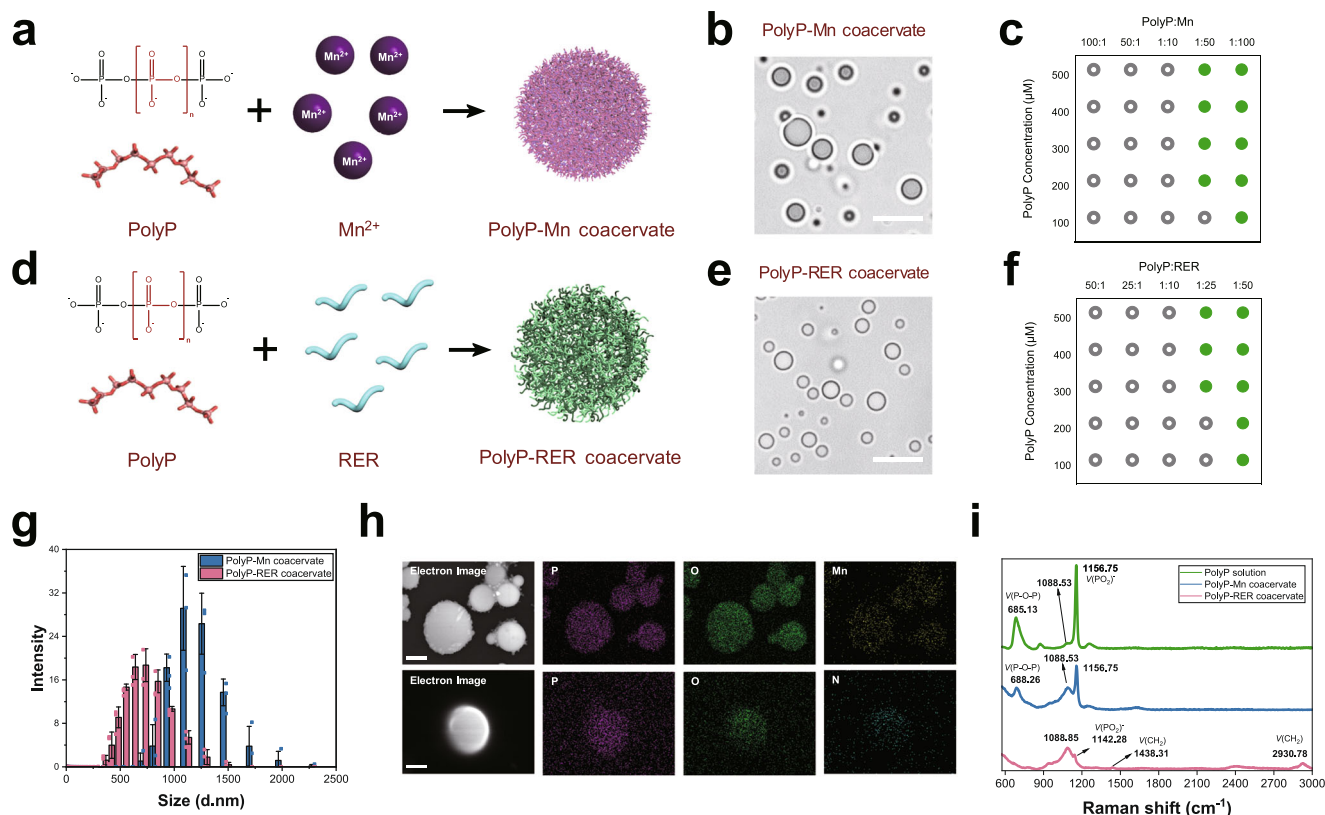 a
O O O
-O P O P O P O-
O- O- O-
n
PolyP
+
Mn2+ Mn2+
Mn2+ Mn2+
Mn2+
Mn2+
PolyP-Mn coacervate
b
PolyP-Mn coacervate
c
PolyP:Mn
100:1 50:1 1:10 1:50 1:100
PolyP Concentration (µM)
500
400
300
200
100
d
O O O
-O P O P O P O-
O- O- O-
n
PolyP
+
RER
PolyP-RER coacervate
e
PolyP-RER coacervate
f
PolyP:RER
50:1 25:1 1:10 1:25 1:50
PolyP Concentration (µM)
500
400
300
200
100
g
PolyP-Mn coacervate
PolyP-RER coacervate
Intensity
40
32
24
16
8
0
0 500 1000 1500 2000 2500
Size (d.nm)
h
Electron Image P O Mn
Electron Image P O N
i
PolyP solution
PolyP-Mn coacervate
PolyP-RER coacervate
V(P-O-P)
685.13
1088.53
1156.75
V(PO2)-
V(P-O-P)
688.26
1088.53
1156,75
1088.85
V(PO2)-
1142.28
V(CH2)
1438.31
V(CH2)
2930.78
600 900 1200 1500 1800 2100 2400 2700 3000
Raman shift (cm-1)